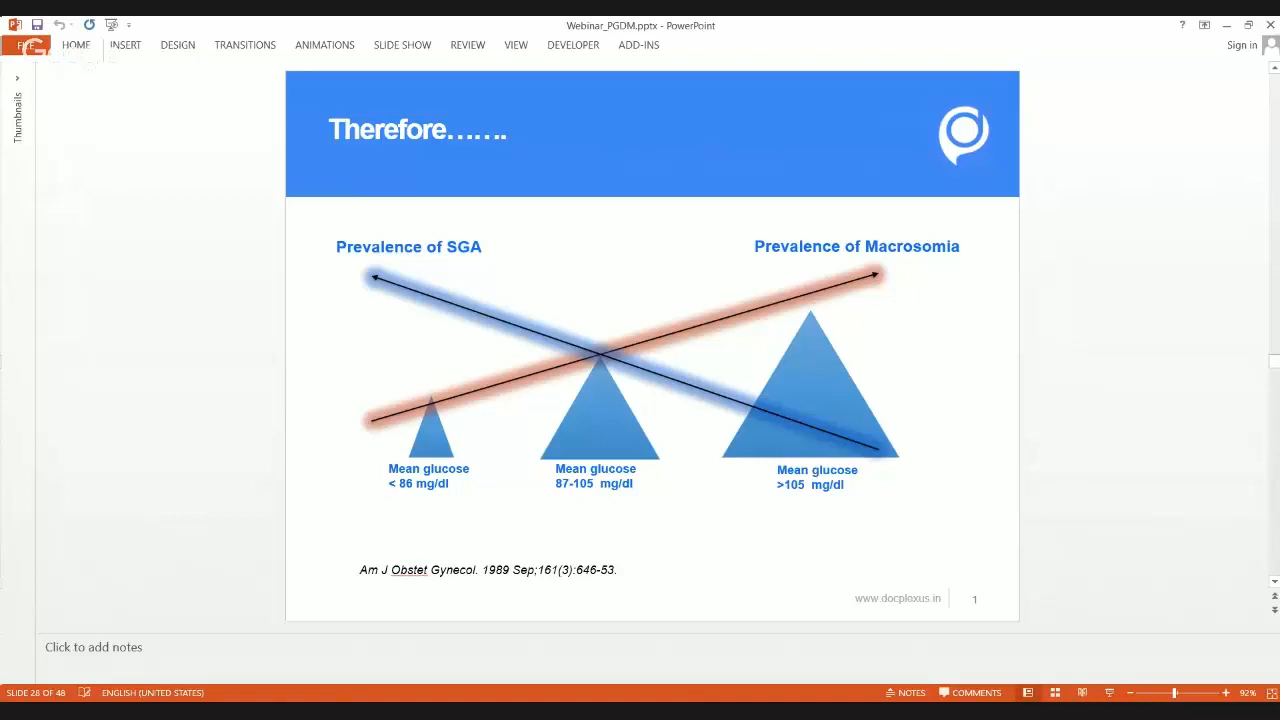 Webinar_PGDM.pptx - PowerPoint
?
FILE HOME INSERT DESIGN TRANSITIONS ANIMATIONS SLIDE SHOW REVIEW VIEW DEVELOPER ADD-INS
Sign in
Thumbnails
Therefore…….
Prevalence of SGA
Prevalence of Macrosomia
Mean glucose
< 86 mg/dl
Mean glucose
87-105 mg/dl
Mean glucose
>105 mg/dl
Am J Obstet Gynecol. 1989 Sep;161(3):646-53.
www.docplexus.in
1
Click to add notes
SLIDE 28 OF 48
ENGLISH (UNITED STATES)
NOTES
COMMENTS
92%